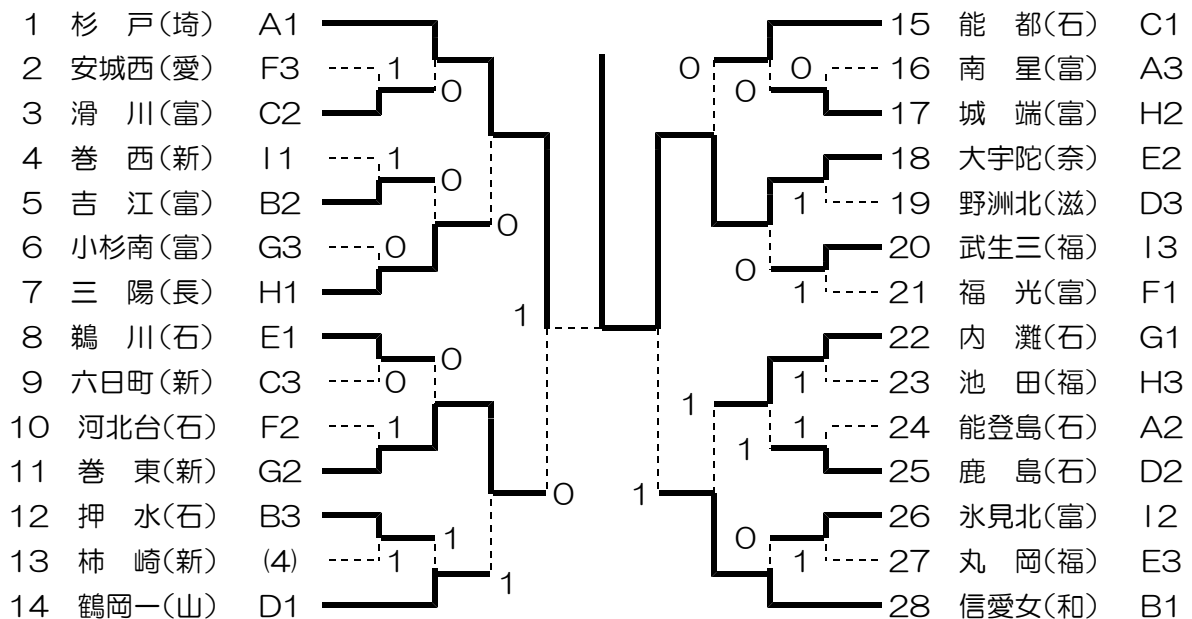 1 杉 戸(埼) A1
2 安城西(愛) F3
3 滑 川(富) C2
4 巻 西(新) I1
5 吉 江(富) B2
6 小杉南(富) G3
7 三 陽(長) H1
8 鵜 川(石) E1
9 六日町(新) C3
10 河北台(石) F2
11 巻 東(新) G2
12 押 水(石) B3
13 柿 崎(新) (4)
14 鶴岡一(山) D1
1
0
1
0
0
0
0
0
1
1
1
0
1
1
0
0
0
0
1
0
1
1
1
1
1
1
0
1
15 能 都(石) C1
16 南 星(富) A3
17 城 端(富) H2
18 大宇陀(奈) E2
19 野洲北(滋) D3
20 武生三(福) I3
21 福 光(富) F1
22 内 灘(石) G1
23 池 田(福) H3
24 能登島(石) A2
25 鹿 島(石) D2
26 氷見北(富) I2
27 丸 岡(福) E3
28 信愛女(和) B1